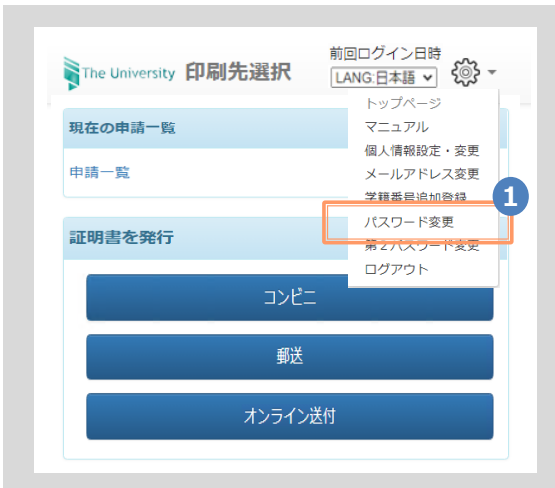 The University 印刷先選択
前回ログイン日時
LANG:日本語
トップページ
マニュアル
個人情報設定・変更
メールアドレス変更
学籍番号追加登録
1
パスワード変更
第2パスワード変更
ログアウト
現在の申請一覧
申請一覧
証明書を発行
コンビニ
郵送
オンライン送付